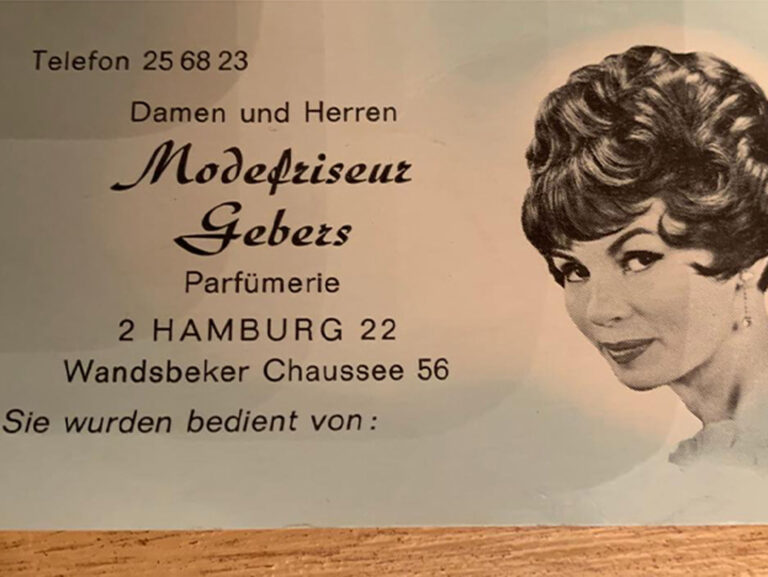 Telefon 25 68 23
Damen und Herren
Modefriseur
Gebers
Parfümerie
2 HAMBURG 22
Wandsbeker Chaussee 56
Sie wurden bedient von: